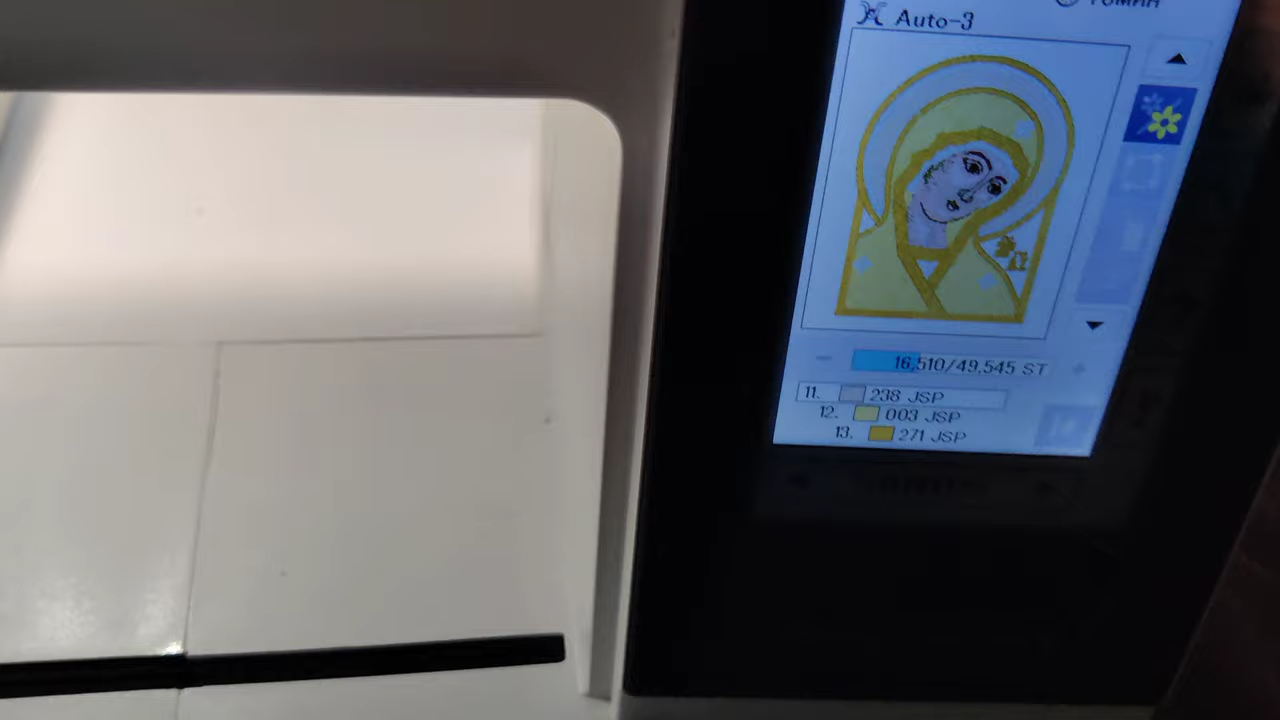 Auto-3
16,510/49,545 ST
11. 238 JSP
12. 003 JSP
13. 271 JSP